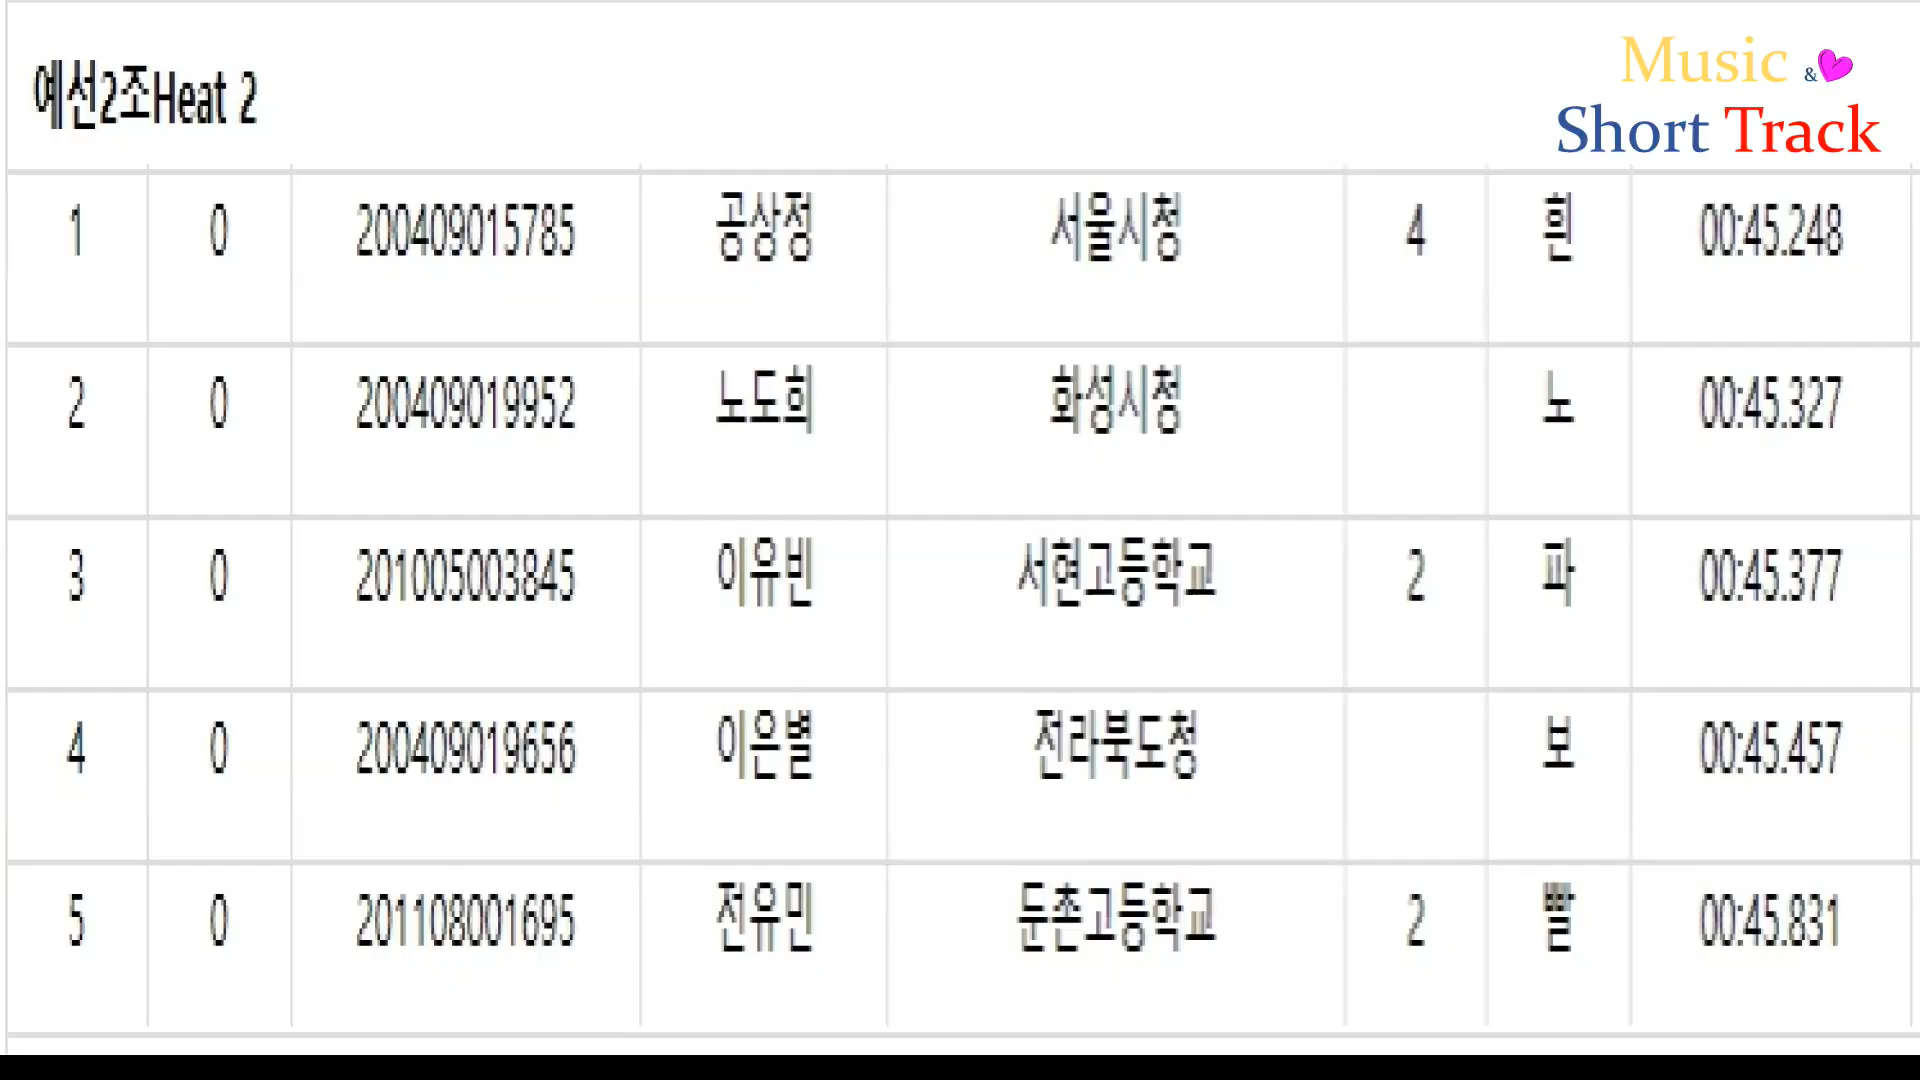 예선2조Heat 2
Music &
Short Track
1 0 200409015785 공상정 서울시청 4 흰 00:45.248
2 0 200409019952 노도희 화성시청 노 00:45.327
3 0 201005003845 이유빈 서현고등학교 2 파 00:45.377
4 0 200409019656 이은별 전라북도청 보 00:45.457
5 0 201108001695 전유민 둔촌고등학교 2 빨 00:45.831